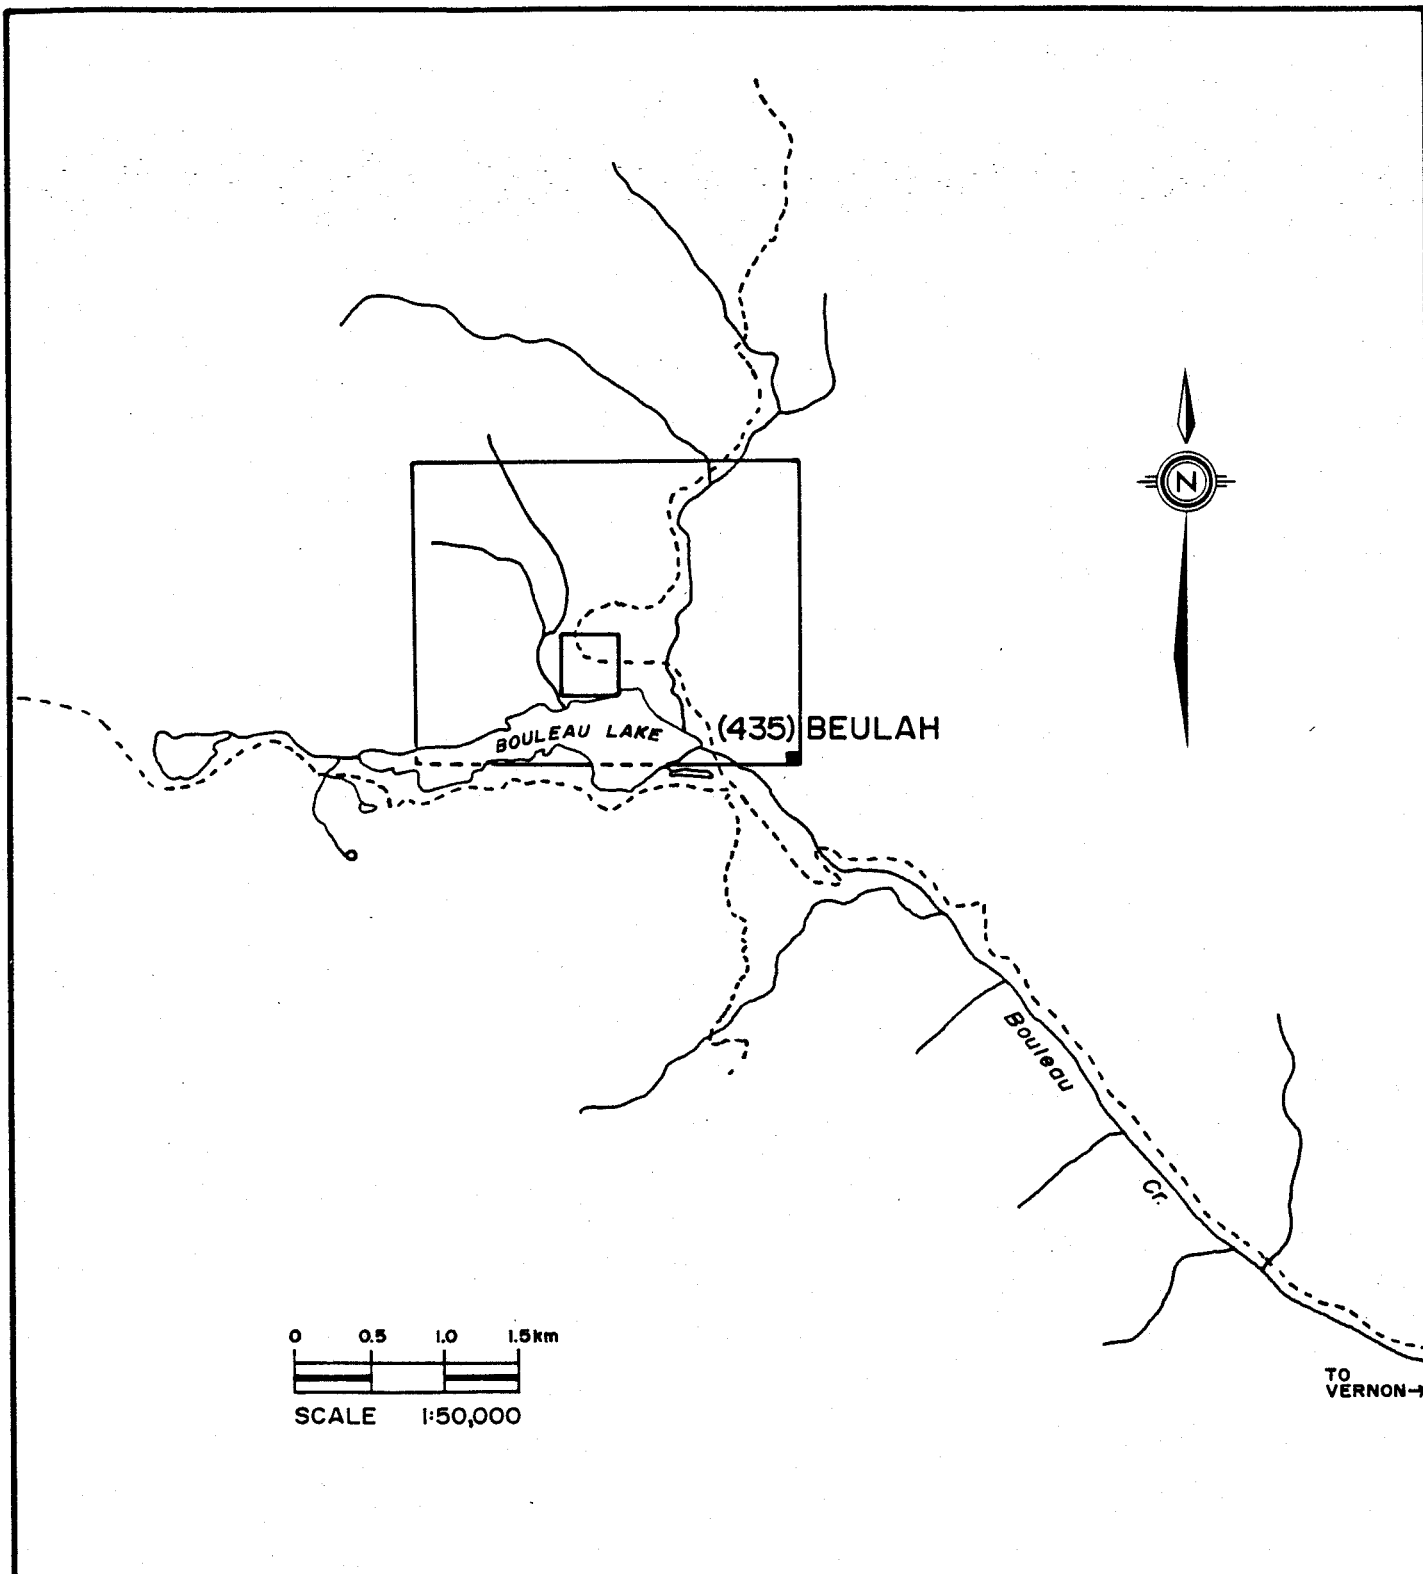 N
(435) BEULAH
BOULEAU LAKE
Bouleau
Cr.
0 0.5 1.0 1.5km
SCALE 1:50,000
TO
VERNON→